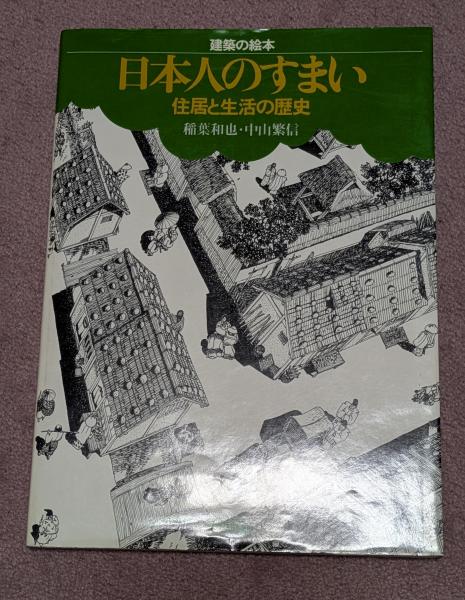 建築の絵本
日本人のすまい
住居と生活の歴史
稲葉和也・中山繁信